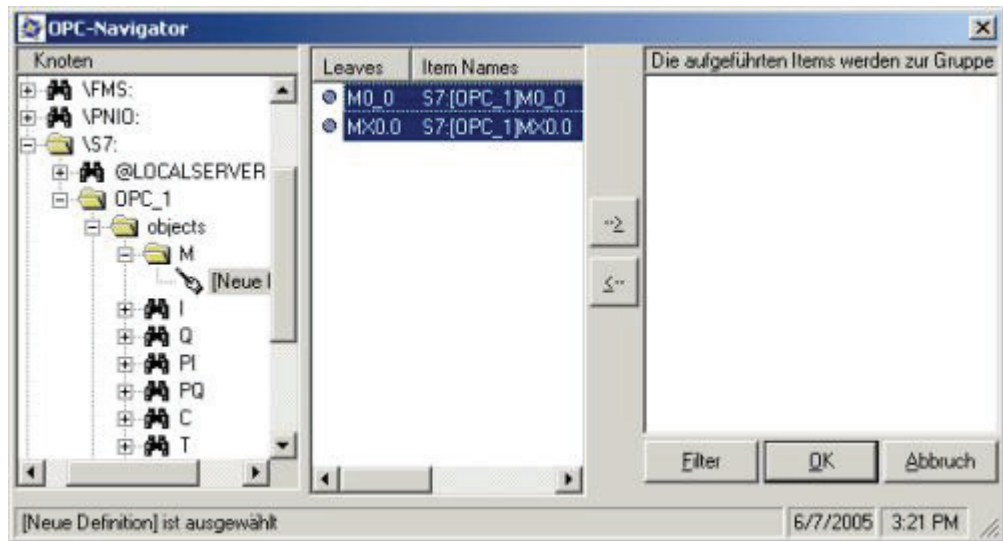 OPC-Navigator
Knoten
\FMS:
\PNIO:
\S7:
@LOCALSERVER
OPC_1
objects
M
[Neue
I
Q
PI
PQ
C
T
Leaves Item Names
M0_0 S7:[OPC_1]M0_0
MX0.0 S7:[OPC_1]MX0.0
-->
<--
Die aufgeführten Items werden zur Gruppe
Filter OK Abbruch
[Neue Definition] ist ausgewählt 6/7/2005 3:21 PM